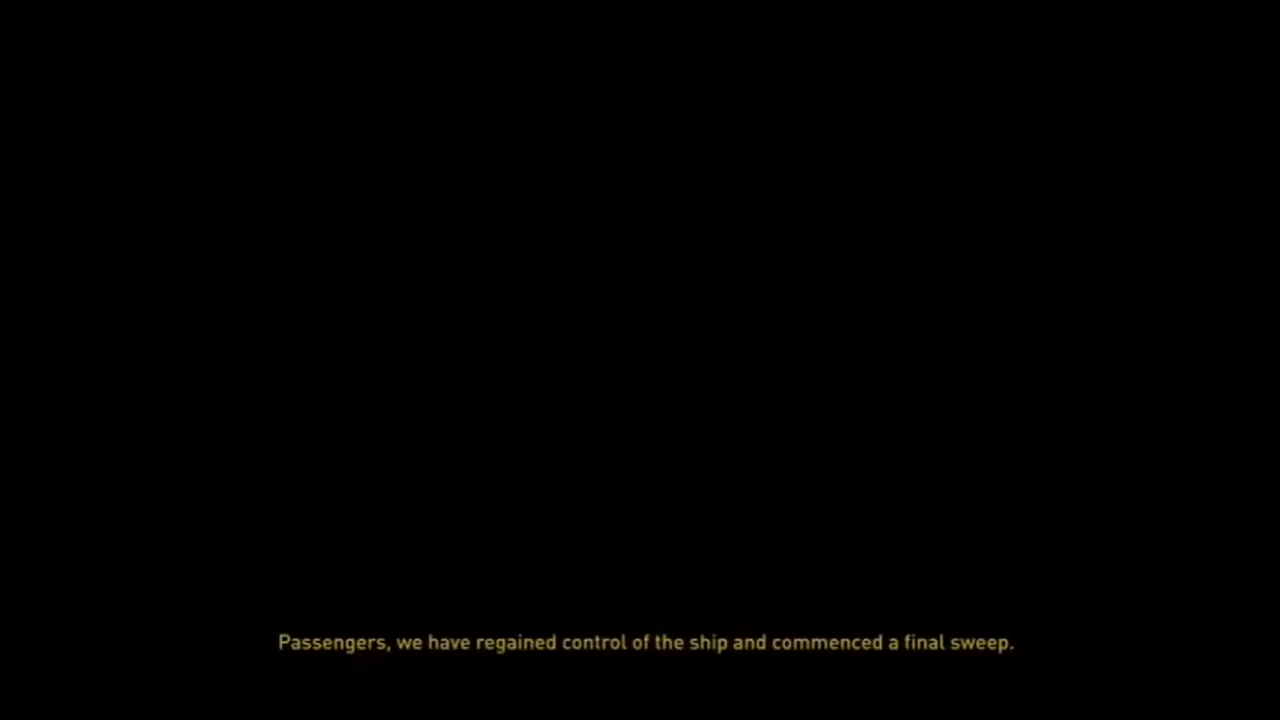 Passengers, we have regained control of the ship and commenced a final sweep.